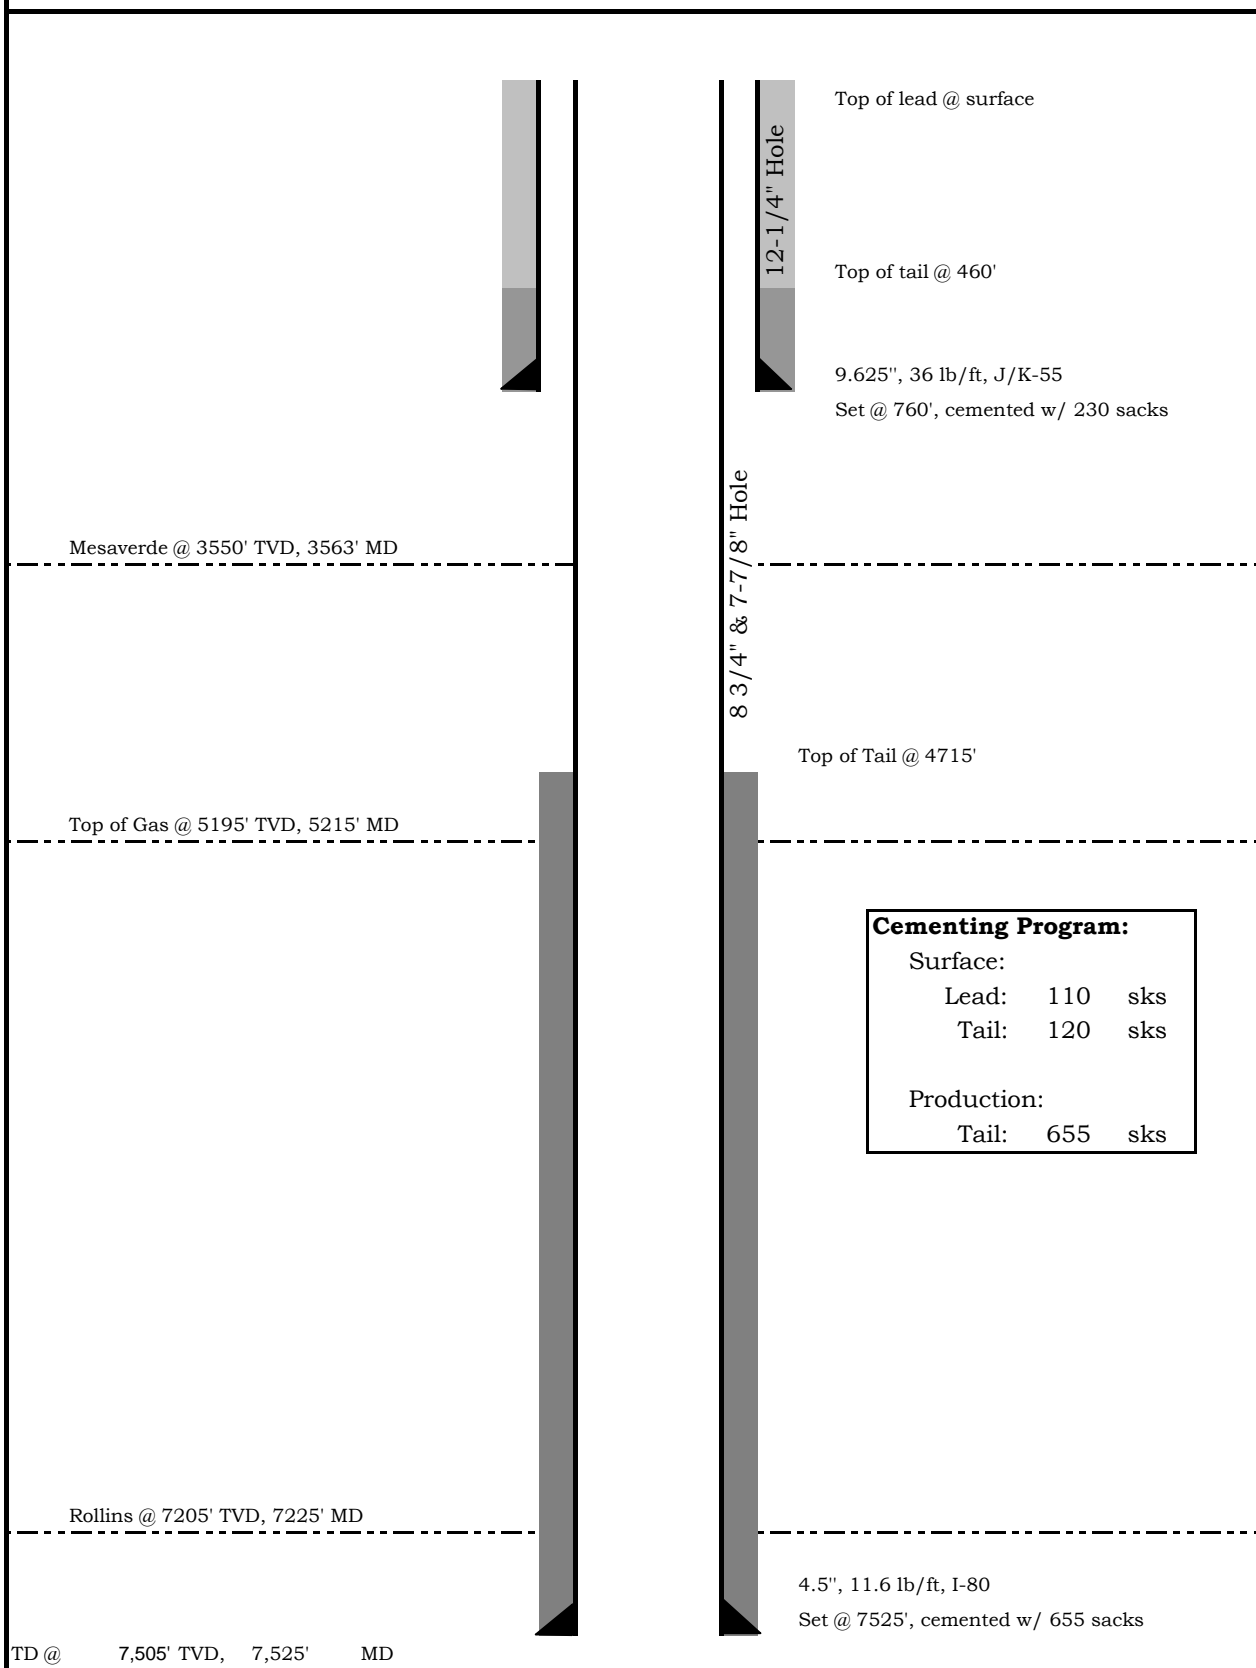 Top of lead @ surface
12-1/4" Hole
Top of tail @ 460'
9.625", 36 lb/ft, J/K-55
Set @ 760', cemented w/ 230 sacks
8 3/4" & 7-7/8" Hole
Mesaverde @ 3550' TVD, 3563' MD
Top of Tail @ 4715'
Top of Gas @ 5195' TVD, 5215' MD
Cementing Program:
Surface:
Lead: 110 sks
Tail: 120 sks
Production:
Tail: 655 sks
Rollins @ 7205' TVD, 7225' MD
4.5", 11.6 lb/ft, I-80
Set @ 7525', cemented w/ 655 sacks
TD @ 7,505' TVD, 7,525' MD